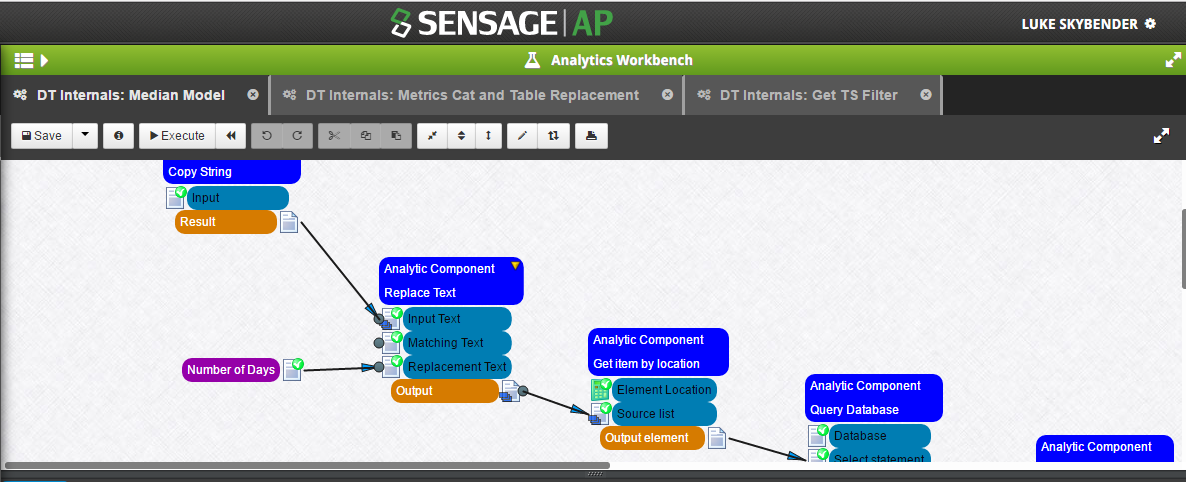 SENSAGE AP
LUKE SKYBENDER
Analytics Workbench
DT Internals: Median Model
DT Internals: Metrics Cat and Table Replacement
DT Internals: Get TS Filter
Save
Execute
Copy String
Input
Result
Analytic Component
Replace Text
Input Text
Matching Text
Replacement Text
Output
Number of Days
Analytic Component
Get item by location
Element Location
Source list
Output element
Analytic Component
Query Database
Database
Select statement
Analytic Component